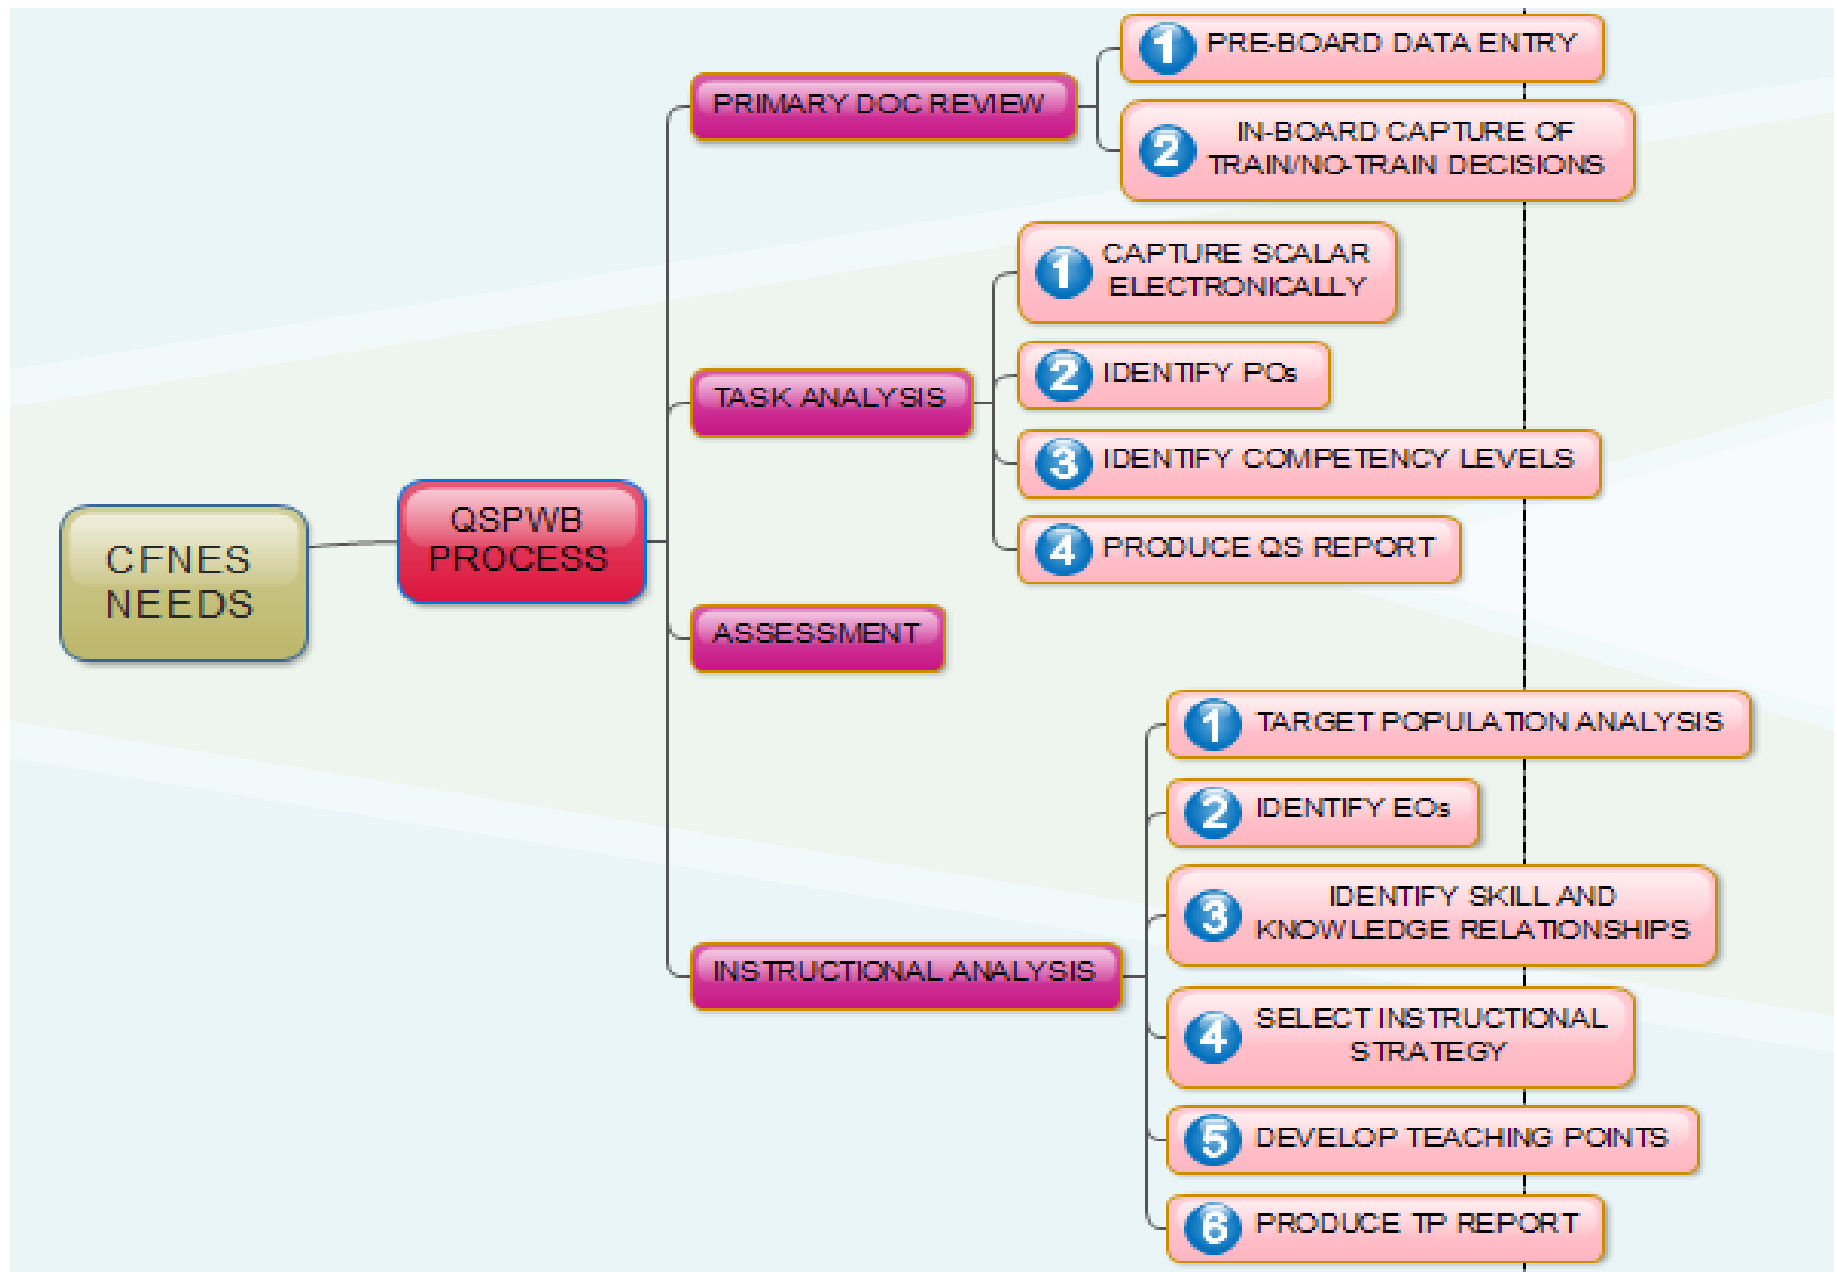 CFNES
NEEDS
QSPWB
PROCESS
PRIMARY DOC REVIEW
1 PRE-BOARD DATA ENTRY
2 IN-BOARD CAPTURE OF
TRAIN/NO-TRAIN DECISIONS
TASK ANALYSIS
1 CAPTURE SCALAR
ELECTRONICALLY
2 IDENTIFY POs
3 IDENTIFY COMPETENCY LEVELS
4 PRODUCE QS REPORT
ASSESSMENT
INSTRUCTIONAL ANALYSIS
1 TARGET POPULATION ANALYSIS
2 IDENTIFY EOs
3 IDENTIFY SKILL AND
KNOWLEDGE RELATIONSHIPS
4 SELECT INSTRUCTIONAL
STRATEGY
5 DEVELOP TEACHING POINTS
6 PRODUCE TP REPORT